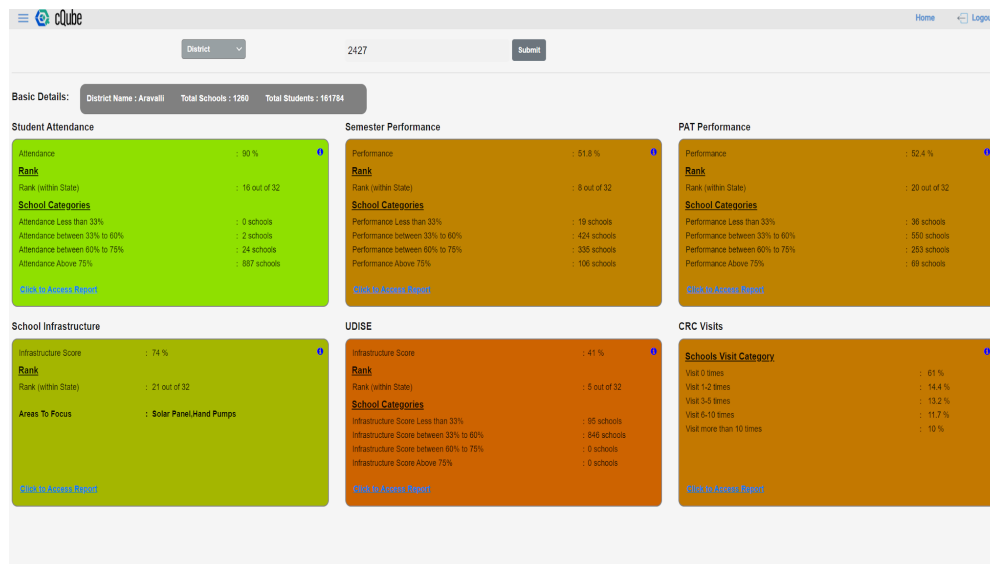 cQube Home Logou
District 2427 Submit
Basic Details: District Name : Aravalli Total Schools : 1260 Total Students : 161784
Student Attendance
Attendance : 90 %
Rank
Rank (within State) : 16 out of 32
School Categories
Attendance Less than 33% : 0 schools
Attendance between 33% to 60% : 2 schools
Attendance between 60% to 75% : 24 schools
Attendance Above 75% : 887 schools
Click to Access Report
Semester Performance
Performance : 51.8 %
Rank
Rank (within State) : 8 out of 32
School Categories
Performance Less than 33% : 19 schools
Performance between 33% to 60% : 424 schools
Performance between 60% to 75% : 335 schools
Performance Above 75% : 106 schools
Click to Access Report
PAT Performance
Performance : 52.4 %
Rank
Rank (within State) : 20 out of 32
School Categories
Performance Less than 33% : 36 schools
Performance between 33% to 60% : 550 schools
Performance between 60% to 75% : 253 schools
Performance Above 75% : 69 schools
Click to Access Report
School Infrastructure
Infrastructure Score : 74 %
Rank
Rank (within State) : 21 out of 32
Areas To Focus : Solar Panel,Hand Pumps
Click to Access Report
UDISE
Infrastructure Score : 41 %
Rank
Rank (within State) : 5 out of 32
School Categories
Infrastructure Score Less than 33% : 95 schools
Infrastructure Score between 33% to 60% : 846 schools
Infrastructure Score between 60% to 75% : 0 schools
Infrastructure Score Above 75% : 0 schools
Click to Access Report
CRC Visits
Schools Visit Category
Visit 0 times : 61 %
Visit 1-2 times : 14.4 %
Visit 3-5 times : 13.2 %
Visit 6-10 times : 11.7 %
Visit more than 10 times : 10 %
Click to Access Report